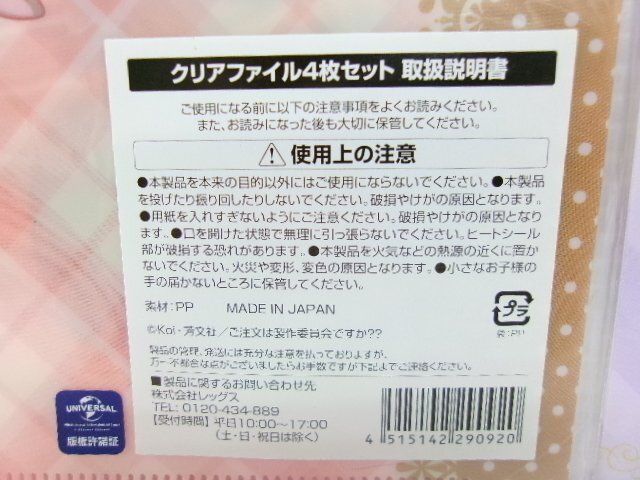 クリアファイル4枚セット 取扱説明書
ご使用になる前に以下の注意事項をよくお読みください。
また、お読みになった後も大切に保管してください。
使用上の注意
●本製品を本来の目的以外にはご使用にならないでください。●本製品
を投げたり振り回したりしないでください。破損やけがの原因となります。
●用紙を入れすぎないようにご注意ください。破損やけがの原因となり
ます。●口を開けた状態で無理に引っ張らないでください。ヒートシール
部が破損する恐れがあります。●本製品を火気などの熱源の近くに置か
ないでください。火災や変形、変色の原因となります。●小さなお子様の
手の届かないところに保管してください。
素材：PP MADE IN JAPAN
プラ
袋：PP
©Koi・芳文社／ご注文は製作委員会ですか??
製品の管理、発送には充分な注意を払っておりますが、
万一不都合な点がございましたらお手数ですが下記までご連絡ください。
■製品に関するお問い合わせ先
株式会社レッグス
TEL：0120-434-889
【受付時間】平日10:00～17:00
（土・日・祝日は除く）
4 515142 290920
UNIVERSAL
版権許諾証